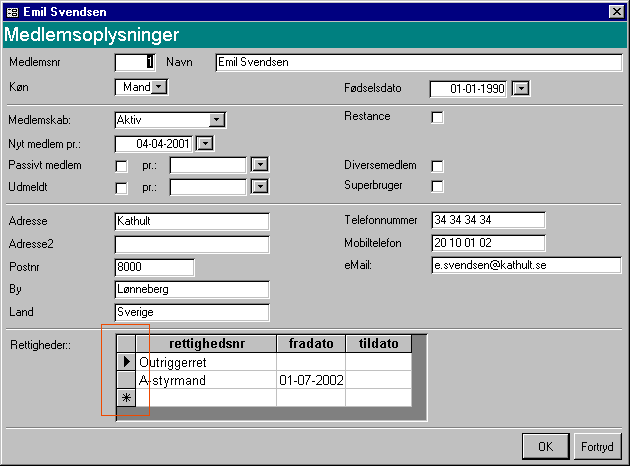 Emil Svendsen
Medlemsoplysninger
Medlemsnr 1 Navn Emil Svendsen
Køn Mand Fødselsdato 01-01-1990
Medlemskab: Aktiv Restance
Nyt medlem pr.: 04-04-2001
Passivt medlem pr.: Diversemedlem
Udmeldt pr.: Superbruger
Adresse Kathult Telefonnummer 34 34 34 34
Adresse2 Mobiltelefon 20 10 01 02
Postnr 8000 eMail: e.svendsen@kathult.se
By Lønneberg
Land Sverige
Rettigheder:: rettighedsnr fradato tildato
Outriggerret
A-styrmand 01-07-2002
OK Fortryd